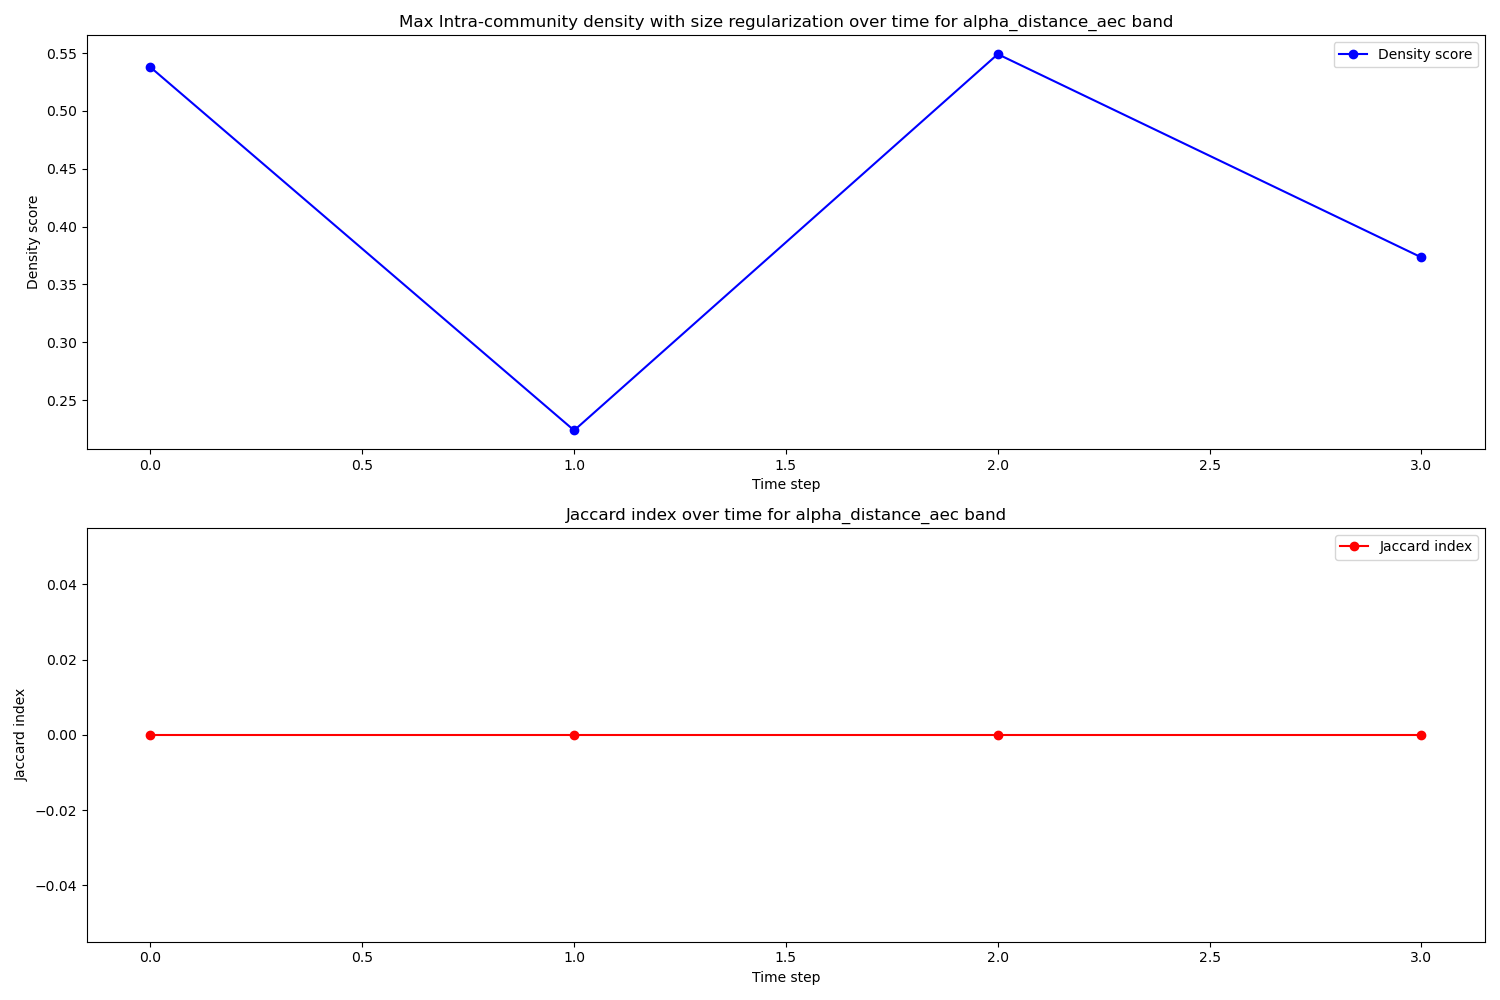 Max Intra-community density with size regularization over time for alpha_distance_aec band
Density score
0.55
0.50
0.45
0.40
0.35
0.30
0.25
Density score
0.0 0.5 1.0 1.5 2.0 2.5 3.0
Time step
Jaccard index over time for alpha_distance_aec band
Jaccard index
0.04
0.02
0.00
−0.02
−0.04
Jaccard index
0.0 0.5 1.0 1.5 2.0 2.5 3.0
Time step